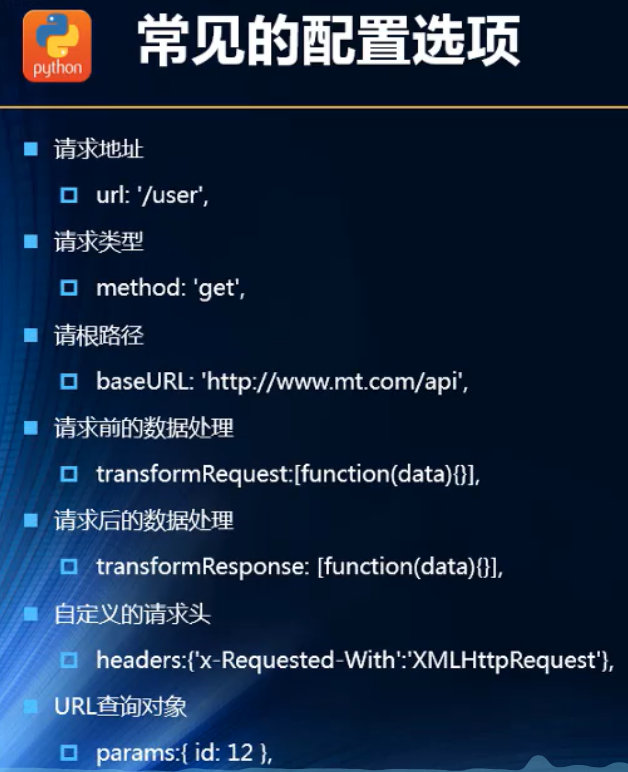 python
常见的配置选项
请求地址
url: '/user',
请求类型
method: 'get',
请根路径
baseURL: 'http://www.mt.com/api',
请求前的数据处理
transformRequest:[function(data){}],
请求后的数据处理
transformResponse: [function(data){}],
自定义的请求头
headers:{'x-Requested-With':'XMLHttpRequest'},
URL查询对象
params:{ id: 12 },